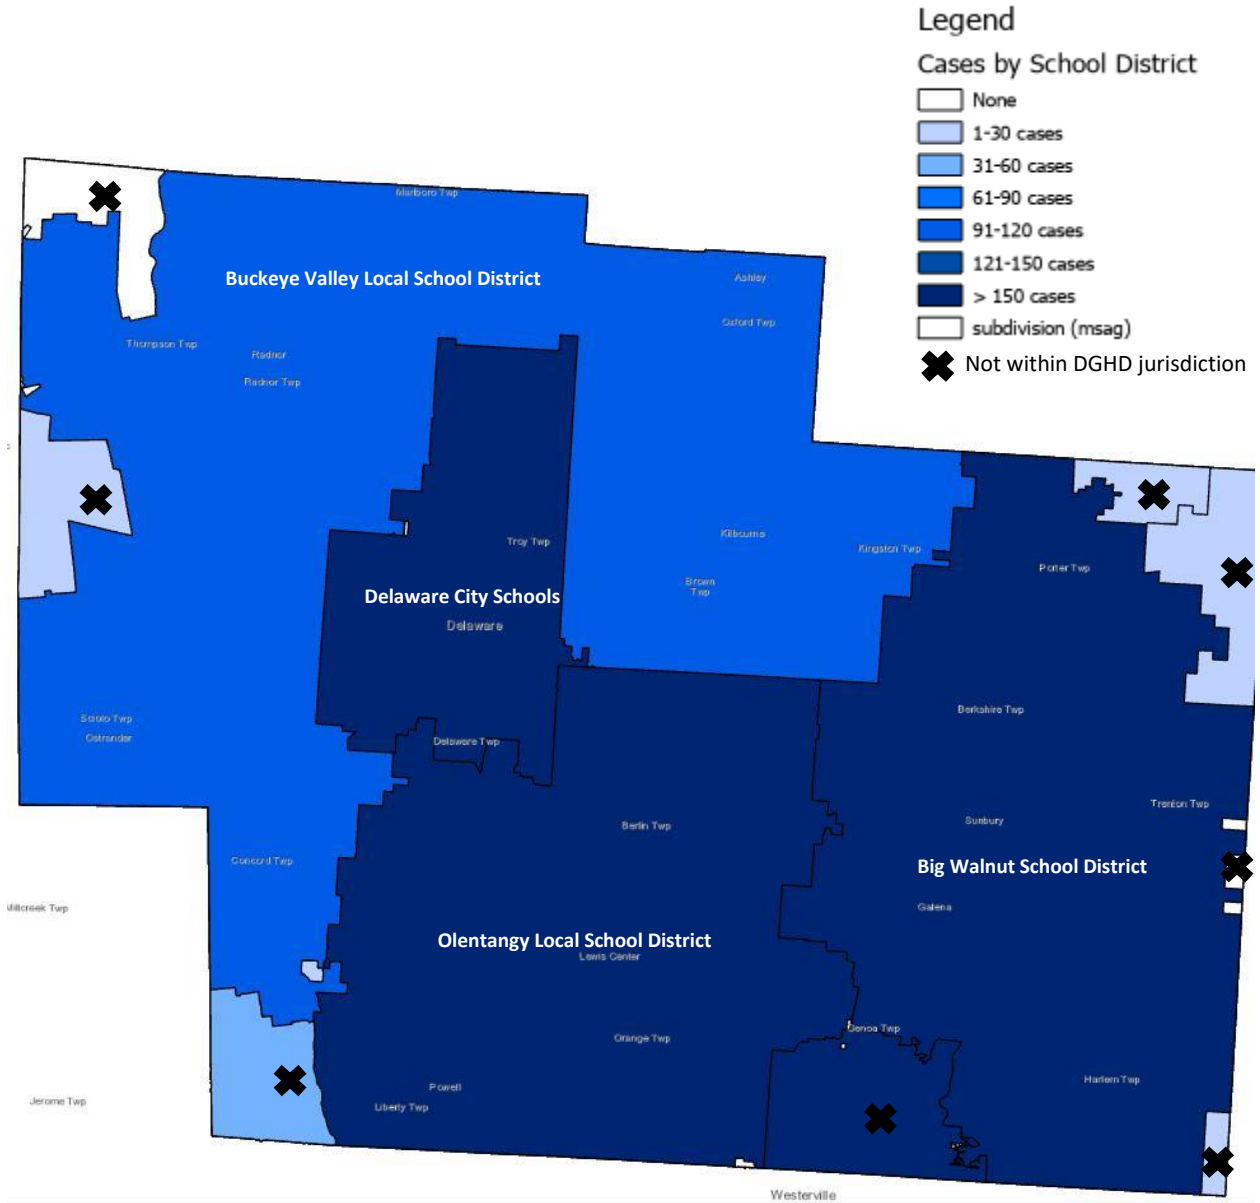 Legend
Cases by School District
None
1-30 cases
31-60 cases
61-90 cases
91-120 cases
121-150 cases
> 150 cases
subdivision (msag)
Not within DGHD jurisdiction
Marlboro Twp
Buckeye Valley Local School District
Ashley
Oxford Twp
Thompson Twp
Radnor
Radnor Twp
Troy Twp
Kilbourne
Kingston Twp
Porter Twp
Brown
Twp
Delaware City Schools
Delaware
Berkshire Twp
Scioto Twp
Ostrander
Delaware Twp
Trenton Twp
Berlin Twp
Sunbury
Concord Twp
Big Walnut School District
Millcreek Twp
Galena
Olentangy Local School District
Lewis Center
Genoa Twp
Orange Twp
Harlem Twp
Powell
Jerome Twp
Liberty Twp
Westerville